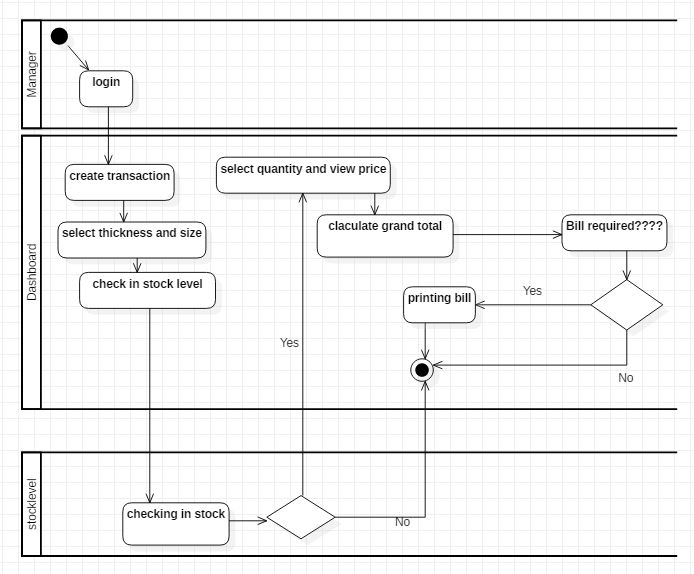 Manager
login
Dashboard
create transaction
select thickness and size
check in stock level
select quantity and view price
claculate grand total
Bill required????
Yes
printing bill
No
Yes
stocklevel
checking in stock
No